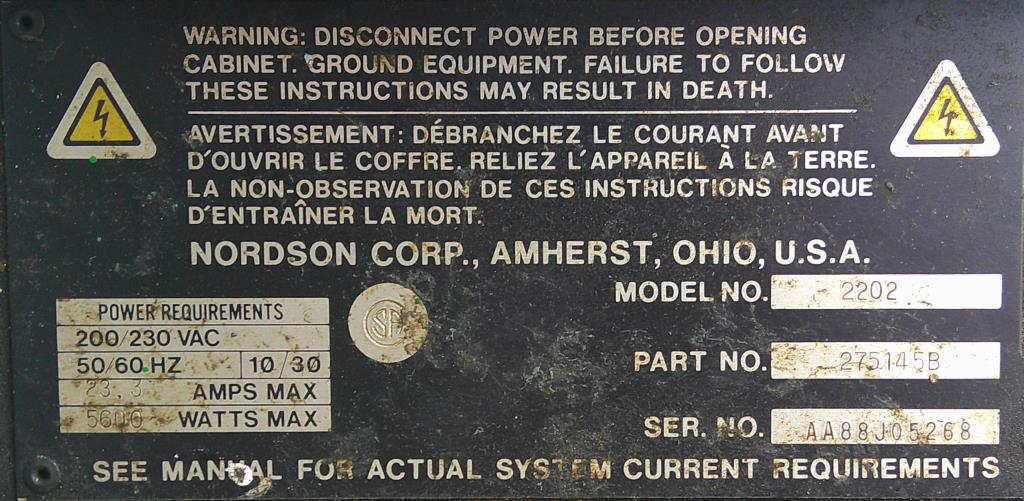 WARNING: DISCONNECT POWER BEFORE OPENING
CABINET. GROUND EQUIPMENT. FAILURE TO FOLLOW
THESE INSTRUCTIONS MAY RESULT IN DEATH.
AVERTISSEMENT: DÉBRANCHEZ LE COURANT AVANT
D'OUVRIR LE COFFRE. RELIEZ L'APPAREIL À LA TERRE.
LA NON-OBSERVATION DE CES INSTRUCTIONS RISQUE
D'ENTRAÎNER LA MORT.
NORDSON CORP., AMHERST, OHIO, U.S.A.
MODEL NO. 2202
POWER REQUIREMENTS
200/230 VAC
50/60 HZ 10/30
23.3 AMPS MAX
5600 WATTS MAX
SA
PART NO. 275145B
SER. NO. AA88J05268
SEE MANUAL FOR ACTUAL SYSTEM CURRENT REQUIREMENTS